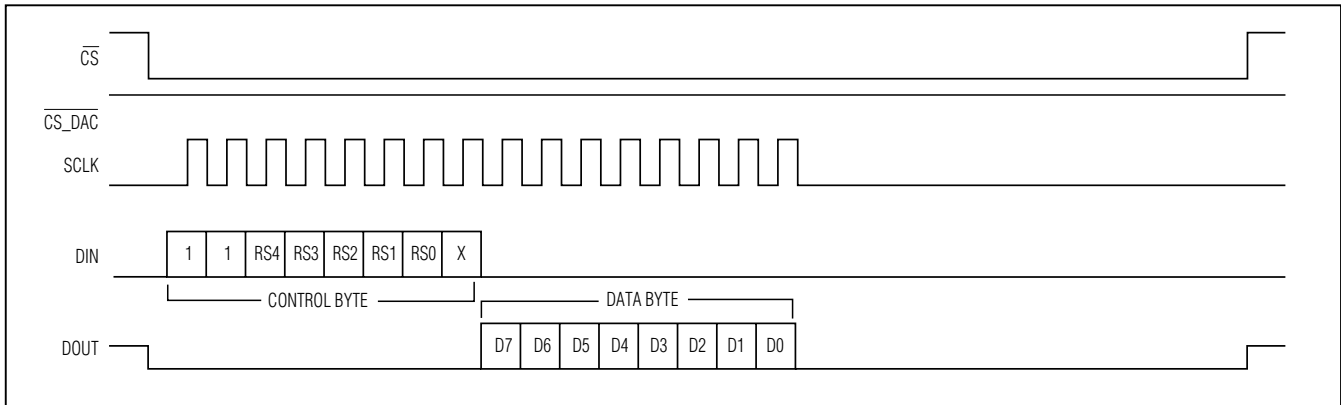 CS
CS_DAC
SCLK
DIN
1 1 RS4 RS3 RS2 RS1 RS0 X
CONTROL BYTE
DATA BYTE
DOUT
D7 D6 D5 D4 D3 D2 D1 D0